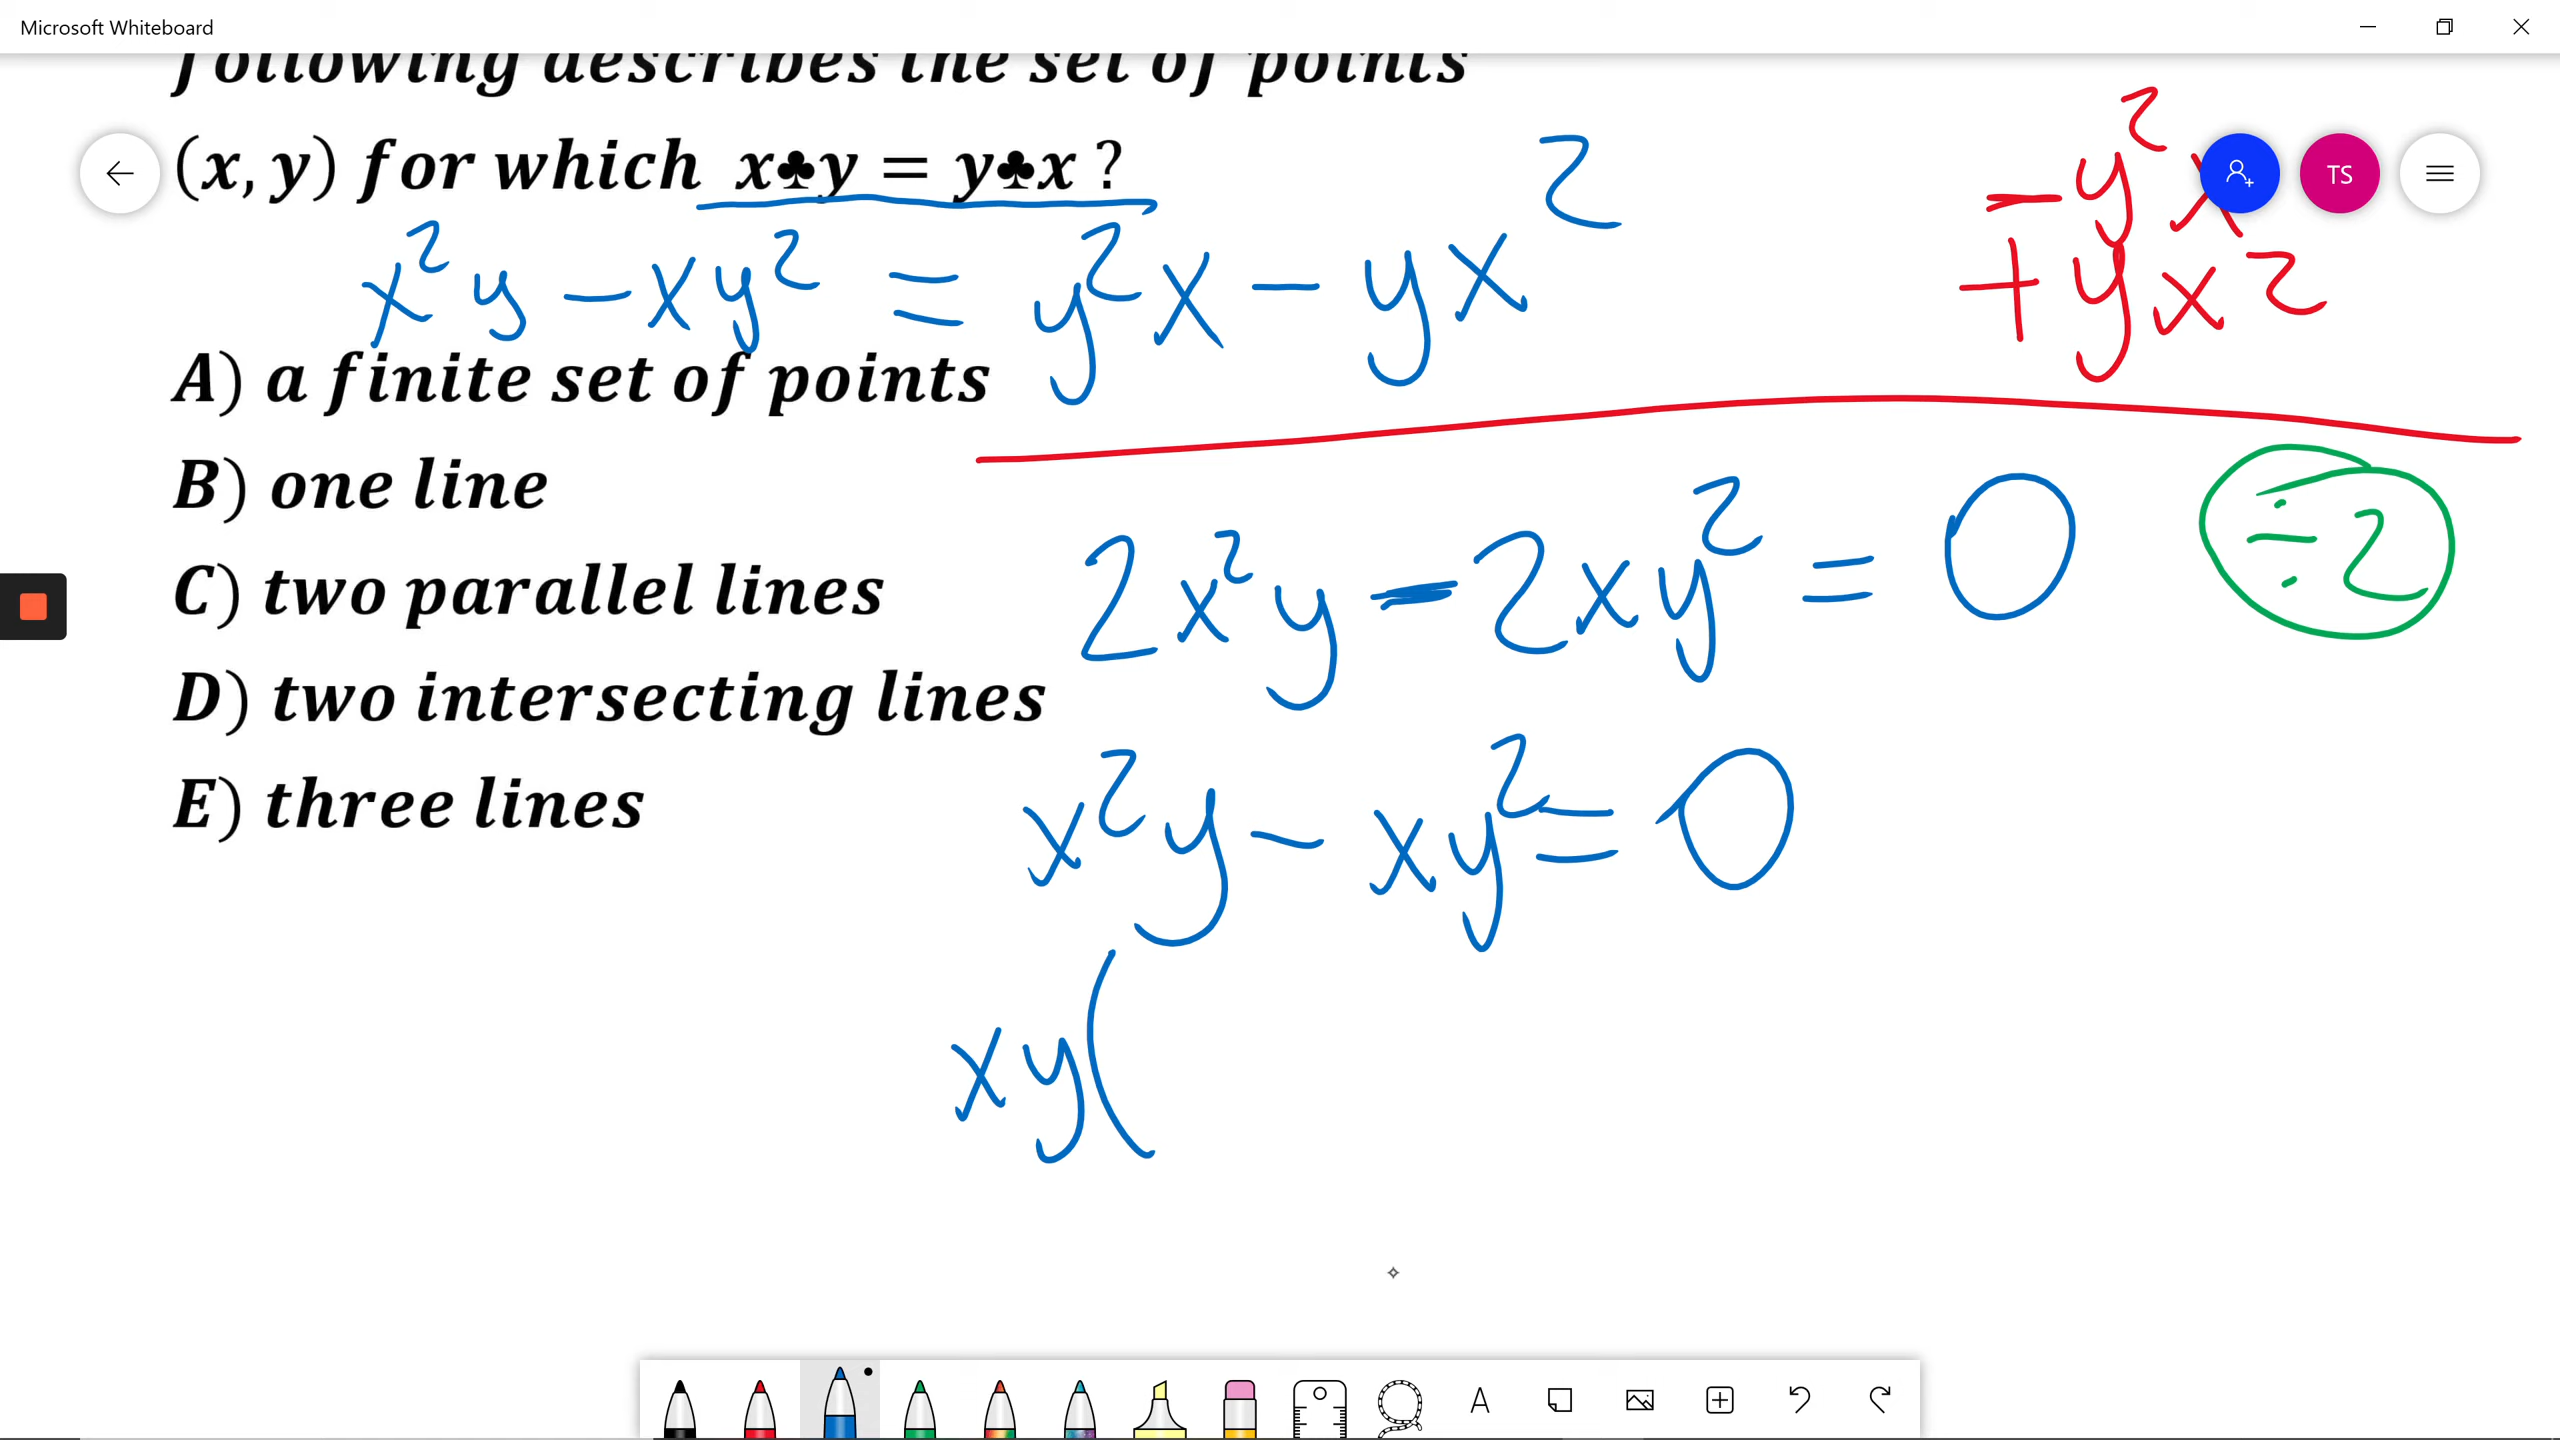 Microsoft Whiteboard
following describes the set of points
(x, y) for which x♣y = y♣x ?
x²y - xy² = y²x - yx²
-y²x
+yx²
TS
A) a finite set of points
B) one line
C) two parallel lines
D) two intersecting lines
E) three lines
2x²y - 2xy² = 0
÷2
x²y - xy² = 0
xy(
A